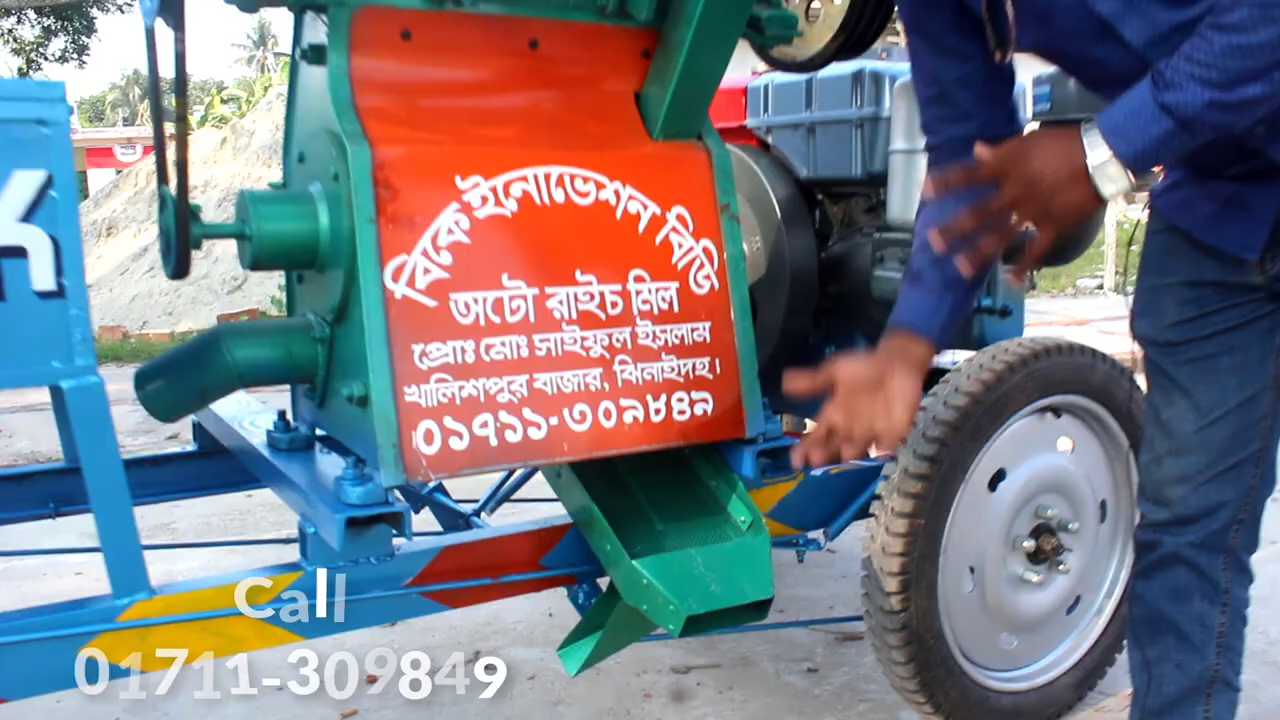 বিকে ইনোভেশন বিডি
অটো রাইচ মিল
প্রোঃ মোঃ সাইফুল ইসলাম
খালিশপুর বাজার, ঝিনাইদহ।
০১৭১১-৩০৯৮৪৯
Call
01711-309849